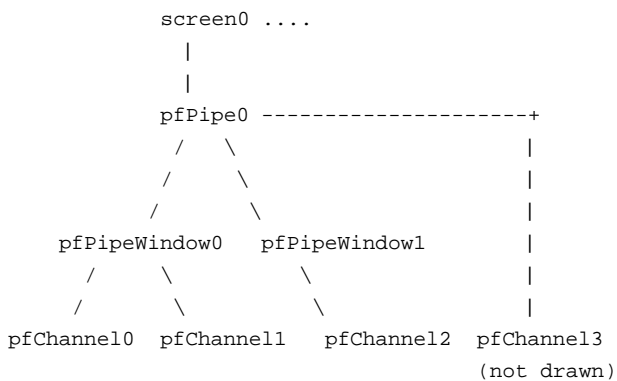 screen0 ....
|
|
pfPipe0 ---------------------+
/ \ |
/ \ |
/ \ |
pfPipeWindow0 pfPipeWindow1 |
/ \ \ |
/ \ \ |
pfChannel0 pfChannel1 pfChannel2 pfChannel3
(not drawn)